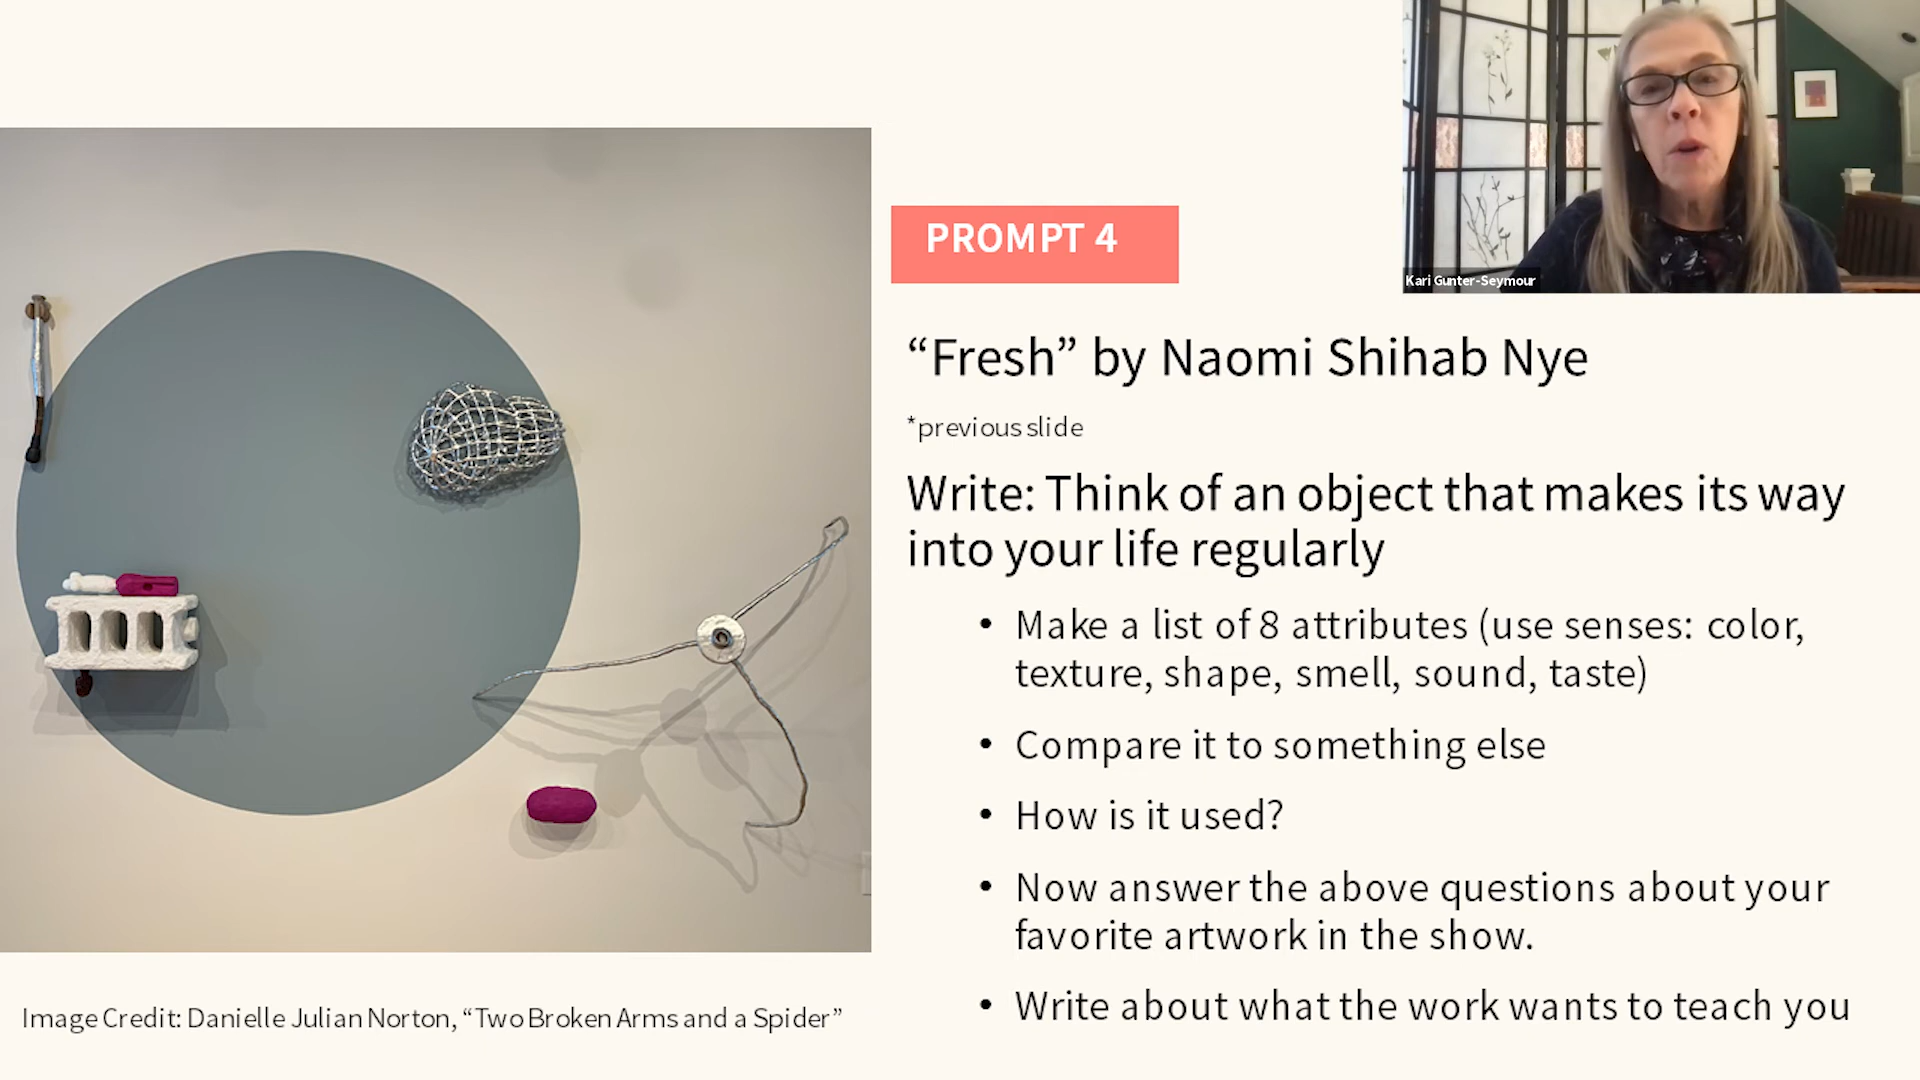 PROMPT 4
Kari Gunter-Seymour
“Fresh” by Naomi Shihab Nye
*previous slide
Write: Think of an object that makes its way
into your life regularly
• Make a list of 8 attributes (use senses: color,
texture, shape, smell, sound, taste)
• Compare it to something else
• How is it used?
• Now answer the above questions about your
favorite artwork in the show.
• Write about what the work wants to teach you
Image Credit: Danielle Julian Norton, “Two Broken Arms and a Spider”